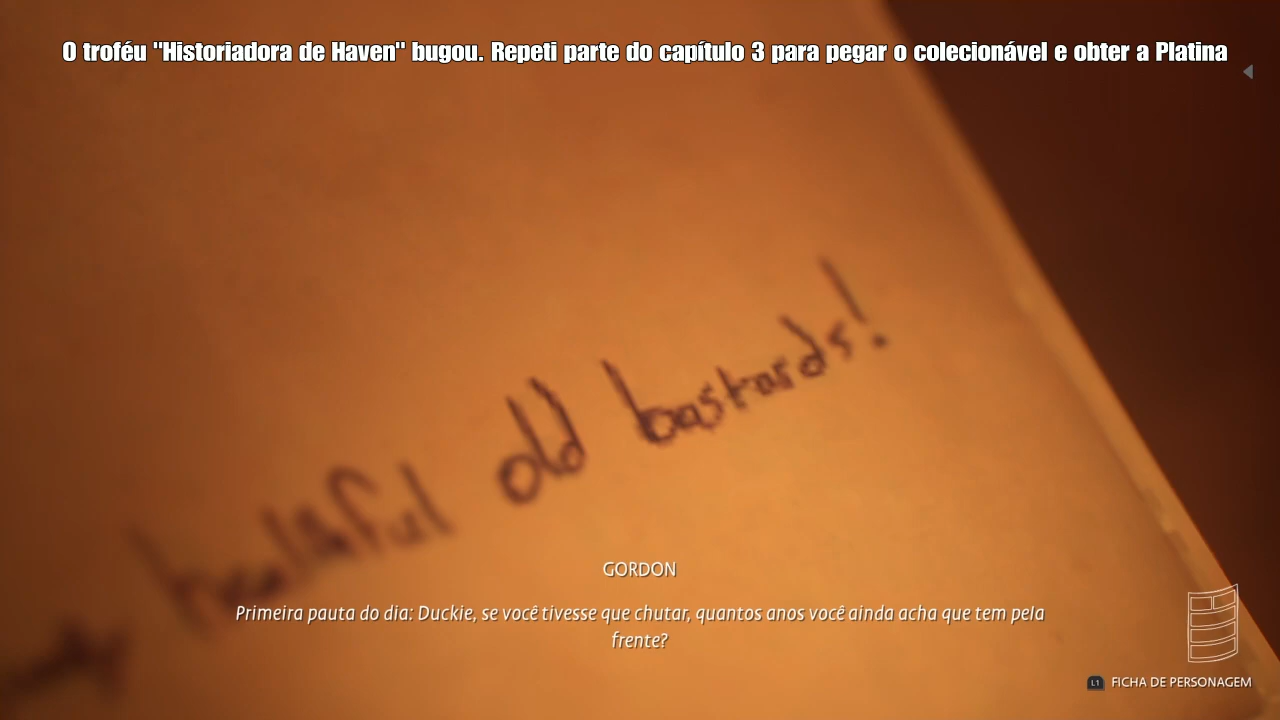 O troféu "Historiadora de Haven" bugou. Repeti parte do capítulo 3 para pegar o colecionável e obter a Platina
healthful old bastards!
GORDON
Primeira pauta do dia: Duckie, se você tivesse que chutar, quantos anos você ainda acha que tem pela
frente?
L1 FICHA DE PERSONAGEM